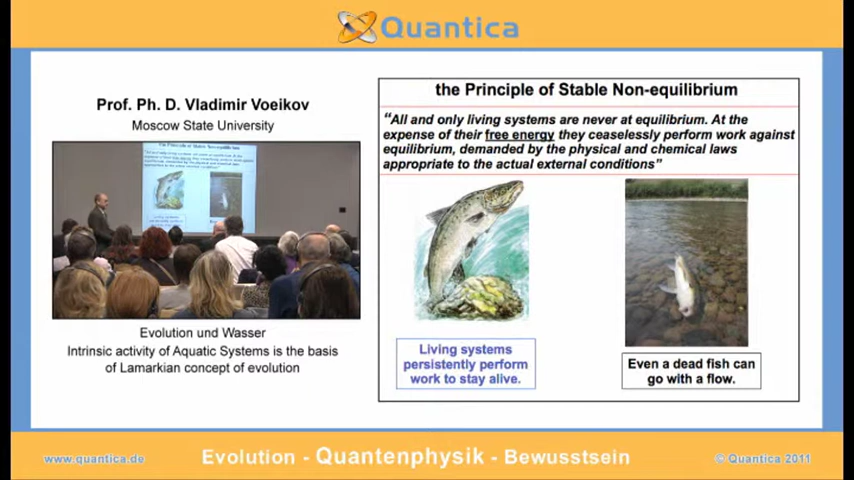 Quantica
Prof. Ph. D. Vladimir Voeikov
Moscow State University
Evolution und Wasser
Intrinsic activity of Aquatic Systems is the basis
of Lamarkian concept of evolution
the Principle of Stable Non-equilibrium
“All and only living systems are never at equilibrium. At the
expense of their free energy they ceaselessly perform work against
equilibrium, demanded by the physical and chemical laws
appropriate to the actual external conditions”
Living systems
persistently perform
work to stay alive.
Even a dead fish can
go with a flow.
www.quantica.de
Evolution - Quantenphysik - Bewusstsein
© Quantica 2011